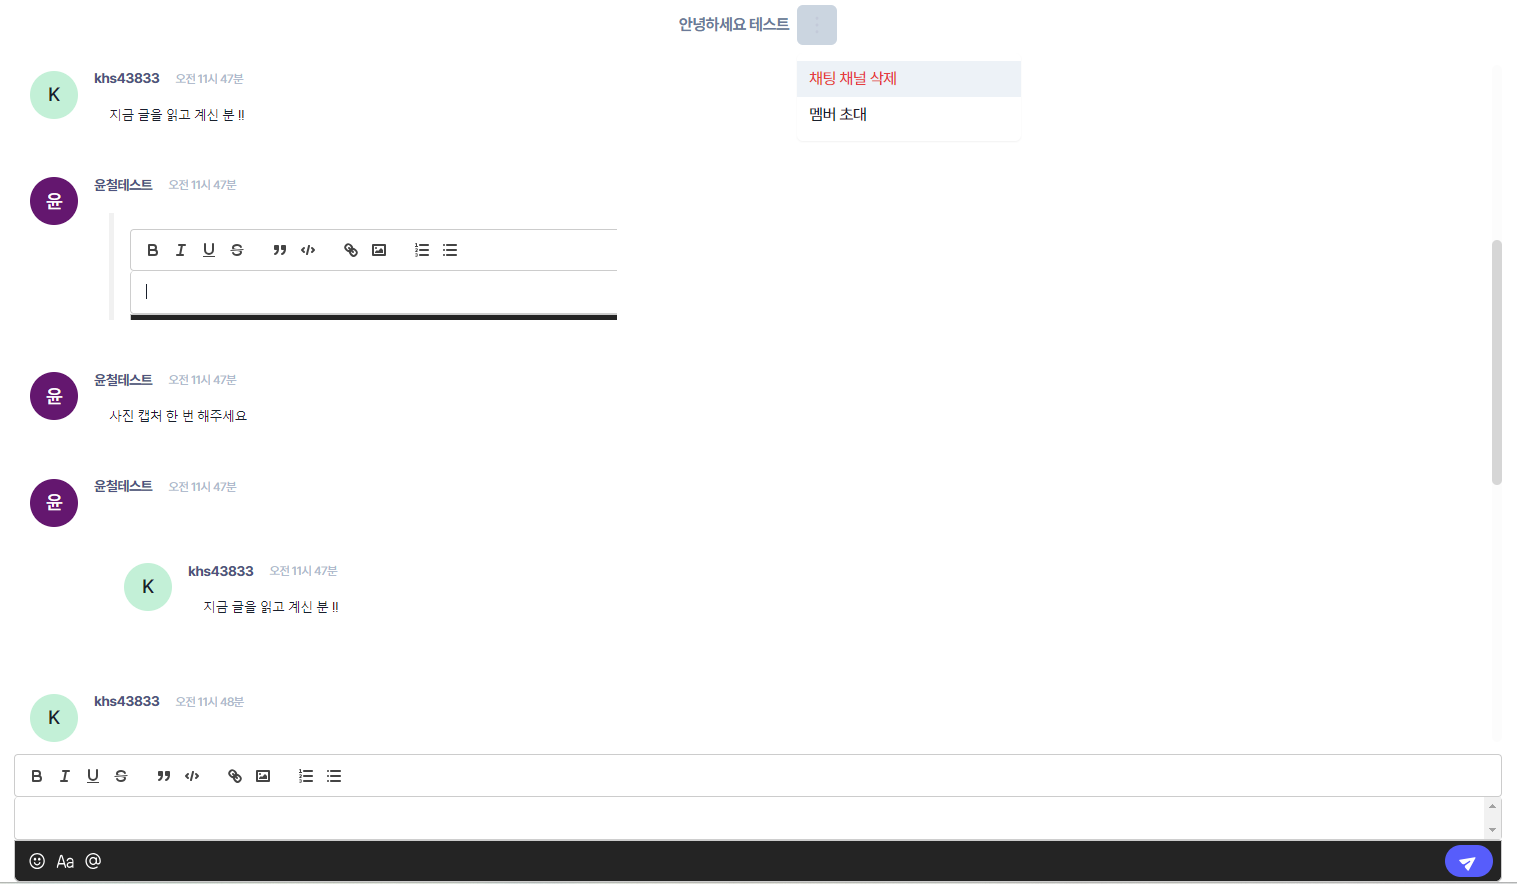 안녕하세요 테스트
채팅 채널 삭제
멤버 초대
K
khs43833 오전 11시 47분
지금 글을 읽고 계신 분 !!
윤
윤철테스트 오전 11시 47분
B I U S
윤
윤철테스트 오전 11시 47분
사진 캡처 한 번 해주세요
윤
윤철테스트 오전 11시 47분
K
khs43833 오전 11시 47분
지금 글을 읽고 계신 분 !!
K
khs43833 오전 11시 48분
B I U S
Aa @